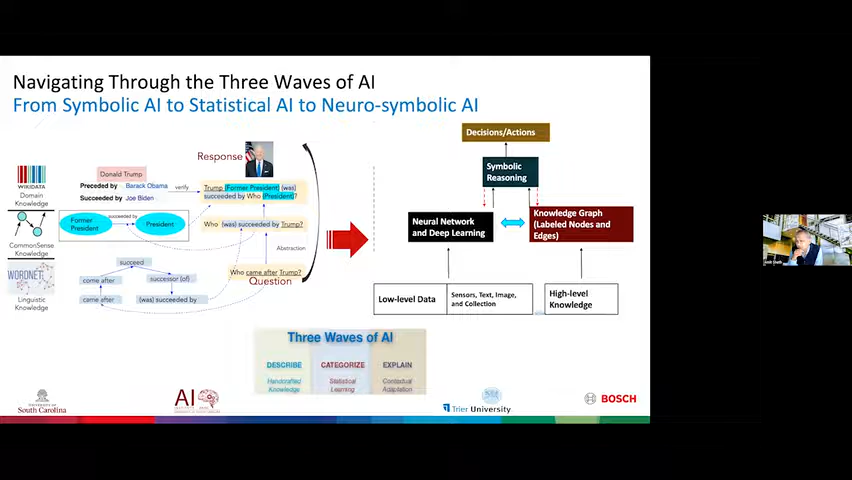 Navigating Through the Three Waves of AI
From Symbolic AI to Statistical AI to Neuro-symbolic AI
Response
WIKIDATA
Domain
Knowledge
Donald Trump
Preceded by Barack Obama
verify
Succeeded by Joe Biden
Trump (Former President) (was)
succeeded by Who (President)?
CommonSense
Knowledge
Former
President
succeeded by
President
Who (was) succeeded by Trump?
Abstraction
WORDNET
Linguistic
Knowledge
succeed
come after
successor (of)
come after
(was) succeeded by
Who came after Trump?
Question
Decisions/Actions
Symbolic
Reasoning
Neural Network
and Deep Learning
Knowledge Graph
(Labeled Nodes and
Edges)
Low-level Data
Sensors, Text, Image,
and Collection
High-level
Knowledge
Three Waves of AI
DESCRIBE
Handcrafted
Knowledge
CATEGORIZE
Statistical
Learning
EXPLAIN
Contextual
Adaptation
South Carolina
AI
Trier University
BOSCH